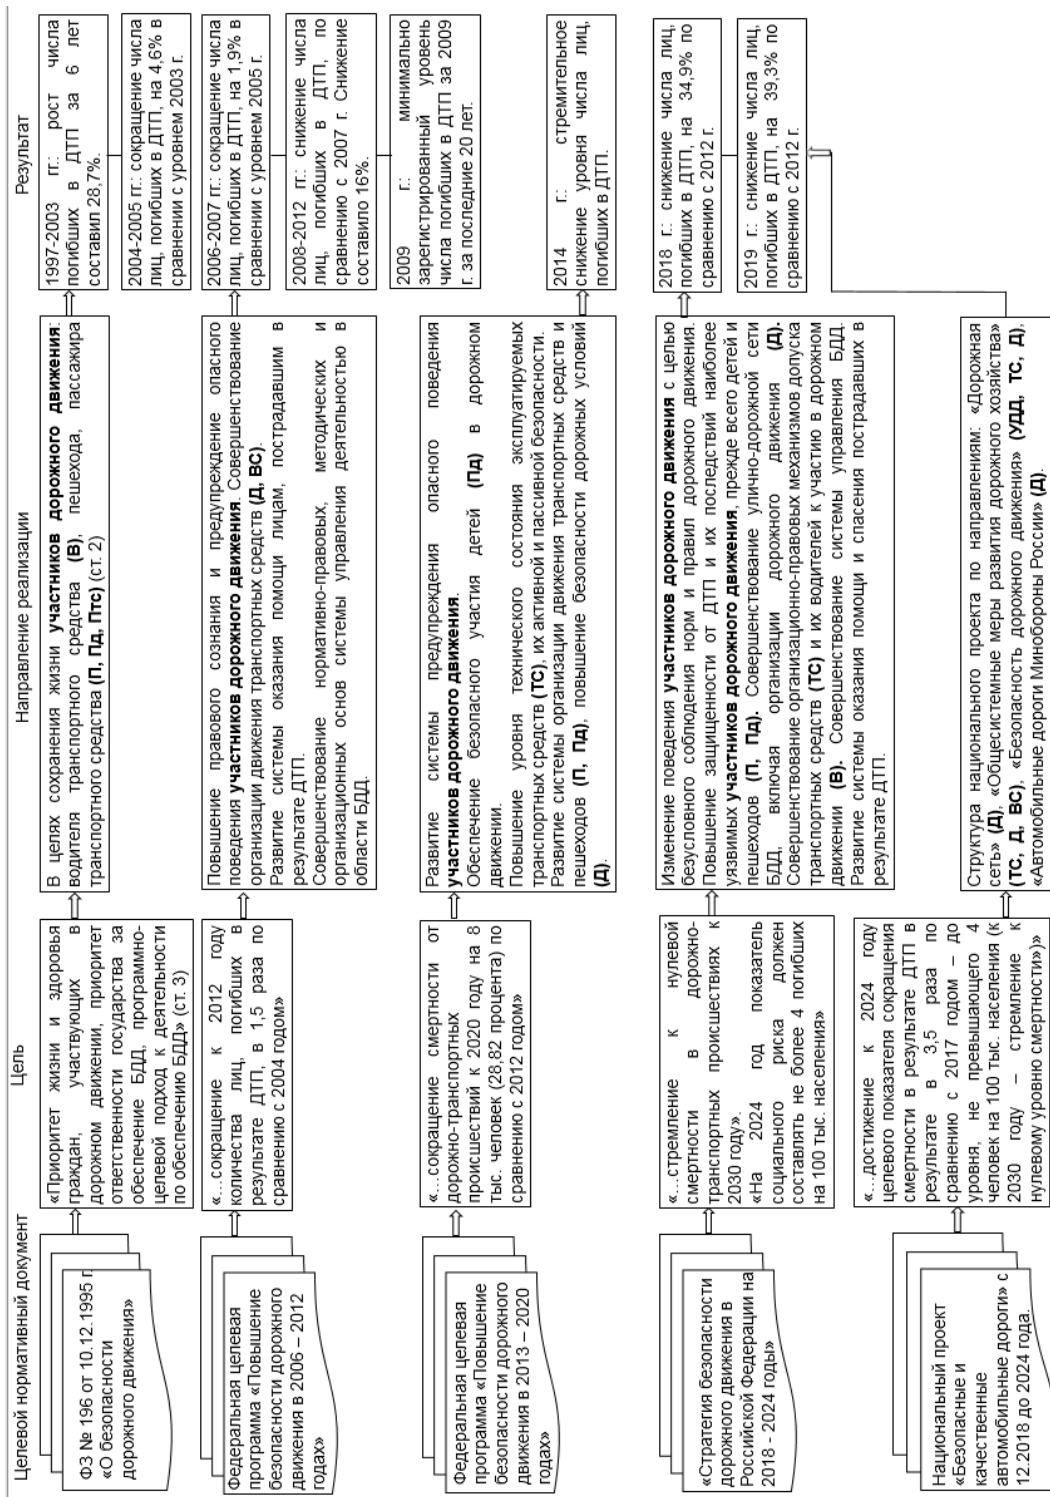 Целевой нормативный документ
Цель
Направление реализации
Результат
ФЗ № 196 от 10.12.1995 г.
«О безопасности
дорожного движения»
«Приоритет жизни и здоровья
граждан, участвующих в
дорожном движении, приоритет
ответственности государства за
обеспечение БДД, программно-
целевой подход к деятельности
по обеспечению БДД» (ст. 3)
В целях сохранения жизни участников дорожного движения:
водителя транспортного средства (В), пешехода, пассажира
транспортного средства (П, Пд, Птс) (ст. 2)
1997-2003 гг.: рост числа
погибших в ДТП за 6 лет
составил 28,7%.
2004-2005 гг.: сокращение числа
лиц, погибших в ДТП, на 4,6% в
сравнении с уровнем 2003 г.
Федеральная целевая
программа «Повышение
безопасности дорожного
движения в 2006 – 2012
годах»
«…сокращение к 2012 году
количества лиц, погибших в
результате ДТП, в 1,5 раза по
сравнению с 2004 годом»
Повышение правового сознания и предупреждение опасного
поведения участников дорожного движения. Совершенствование
организации движения транспортных средств (Д, ВС).
Развитие системы оказания помощи лицам, пострадавшим в
результате ДТП.
Совершенствование нормативно-правовых, методических и
организационных основ системы управления деятельностью в
области БДД.
2006-2007 гг.: сокращение числа
лиц, погибших в ДТП, на 1,9% в
сравнении с уровнем 2005 г.
2008-2012 гг.: снижение числа
лиц, погибших в ДТП, по
сравнению с 2007 г. Снижение
составило 16%.
2009 г.: минимально
зарегистрированный уровень
числа погибших в ДТП за 2009
г. за последние 20 лет.
Федеральная целевая
программа «Повышение
безопасности дорожного
движения в 2013 – 2020
годах»
«…сокращение смертности от
дорожно-транспортных
происшествий к 2020 году на 8
тыс. человек (28,82 процента) по
сравнению с 2012 годом»
Развитие системы предупреждения опасного поведения
участников дорожного движения.
Обеспечение безопасного участия детей (Пд) в дорожном
движении.
Повышение уровня технического состояния эксплуатируемых
транспортных средств (ТС), их активной и пассивной безопасности.
Развитие системы организации движения транспортных средств и
пешеходов (П, Пд), повышение безопасности дорожных условий
(Д).
2014 г.: стремительное
снижение уровня числа лиц,
погибших в ДТП.
«Стратегия безопасности
дорожного движения в
Российской Федерации на
2018 - 2024 годы»
«…стремление к нулевой
смертности в дорожно-
транспортных происшествиях к
2030 году».
«На 2024 год показатель
социального риска должен
составлять не более 4 погибших
на 100 тыс. населения»
Изменение поведения участников дорожного движения с целью
безусловного соблюдения норм и правил дорожного движения.
Повышение защищенности от ДТП и их последствий наиболее
уязвимых участников дорожного движения, прежде всего детей и
пешеходов (П, Пд). Совершенствование улично-дорожной сети
БДД, включая организации дорожного движения (Д).
Совершенствование организационно-правовых механизмов допуска
транспортных средств (ТС) и их водителей к участию в дорожном
движении (В). Совершенствование системы управления БДД.
Развитие системы оказания помощи и спасения пострадавших в
результате ДТП.
2018 г.: снижение числа лиц,
погибших в ДТП, на 34,9% по
сравнению с 2012 г.
2019 г.: снижение числа лиц,
погибших в ДТП, на 39,3% по
сравнению с 2012 г.
Национальный проект
«Безопасные и
качественные
автомобильные дороги» с
12.2018 до 2024 года.
«…достижение к 2024 году
целевого показателя сокращения
смертности в результате ДТП в
результате в 3,5 раза по
сравнению с 2017 годом – до
уровня, не превышающего 4
человек на 100 тыс. населения (к
2030 году – стремление к
нулевому уровню смертности)»
Структура национального проекта по направлениям: «Дорожная
сеть» (Д), «Общесистемные меры развития дорожного хозяйства»
(ТС, Д, ВС), «Безопасность дорожного движения» (УДД, ТС, Д),
«Автомобильные дороги Минобороны России» (Д).